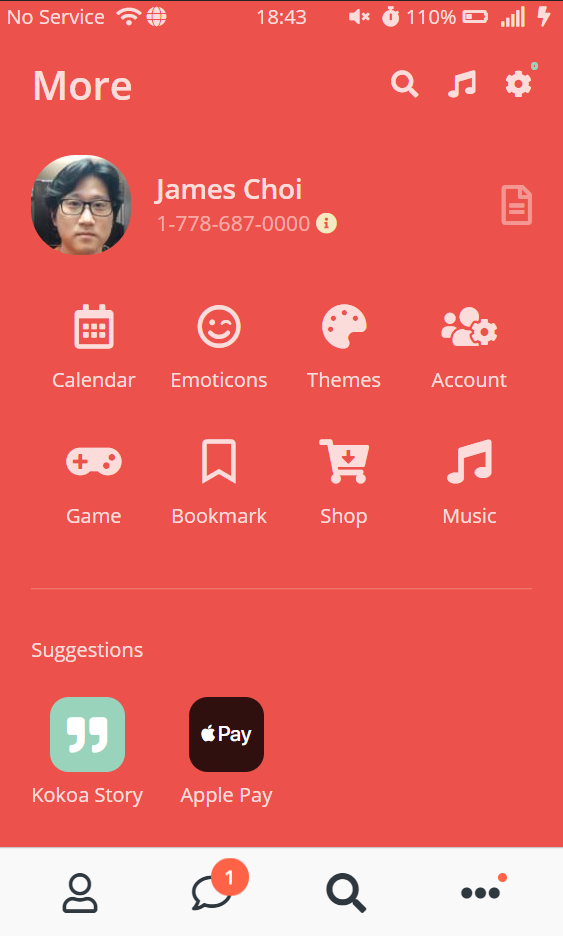 No Service 18:43 110%
More
James Choi
1-778-687-0000
Calendar Emoticons Themes Account
Game Bookmark Shop Music
Suggestions
Pay
Kokoa Story Apple Pay
1